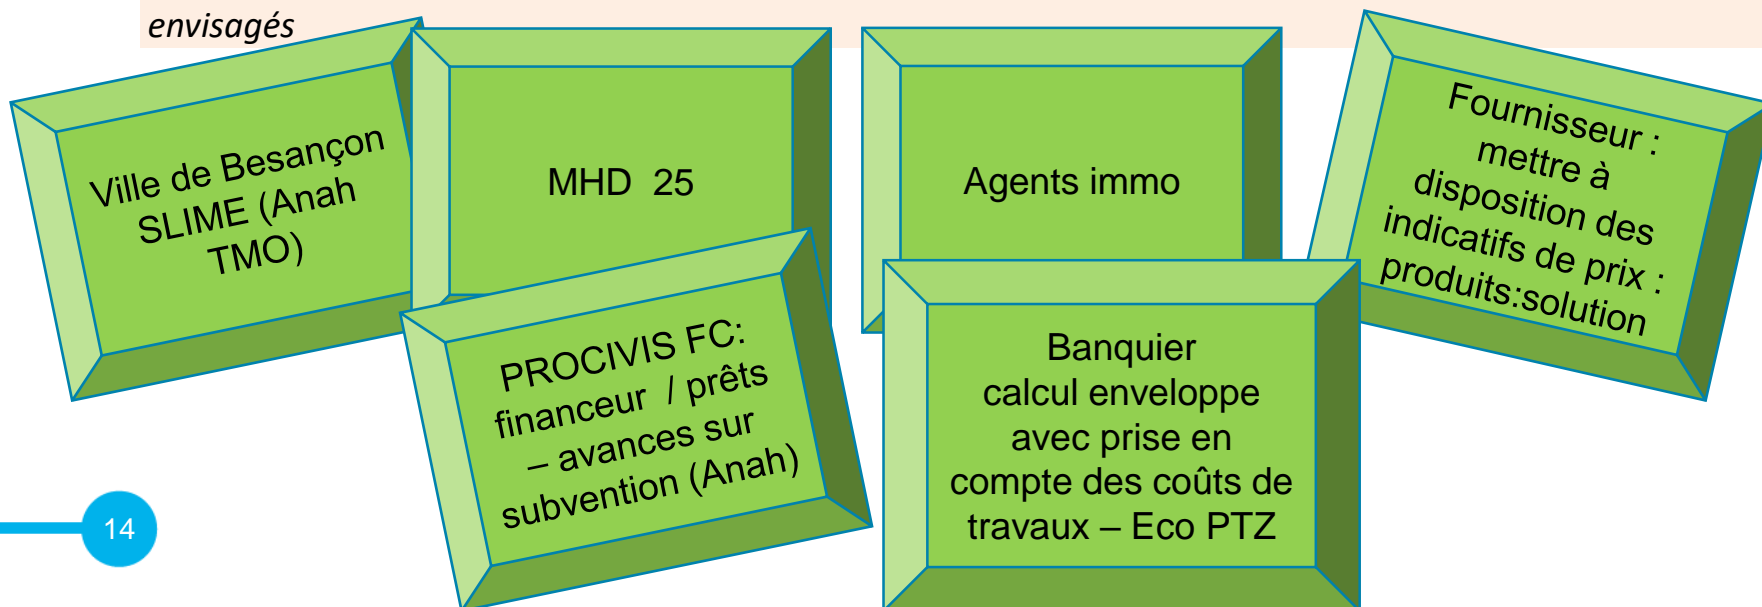 envisagés
Ville de Besançon
SLIME (Anah
TMO)
MHD 25
Agents immo
Fournisseur :
mettre à
disposition des
indicatifs de prix :
produits:solution
PROCIVIS FC:
financeur / prêts
– avances sur
subvention (Anah)
Banquier
calcul enveloppe
avec prise en
compte des coûts de
travaux – Eco PTZ
14